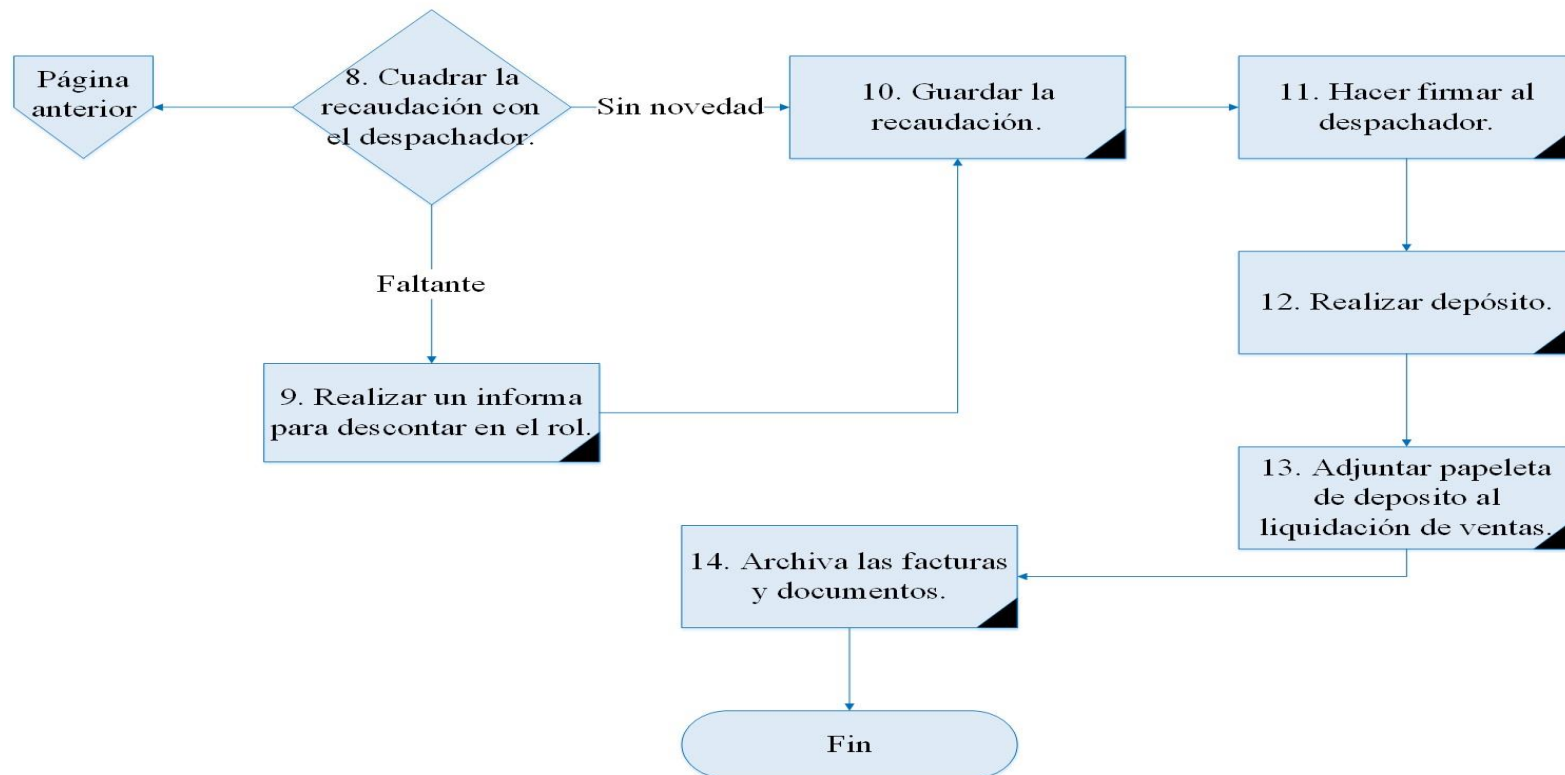 Página
anterior
8. Cuadrar la
recaudación con
el despachador.
Sin novedad
10. Guardar la
recaudación.
11. Hacer firmar al
despachador.
Faltante
12. Realizar depósito.
9. Realizar un informa
para descontar en el rol.
13. Adjuntar papeleta
de deposito al
liquidación de ventas.
14. Archiva las facturas
y documentos.
Fin